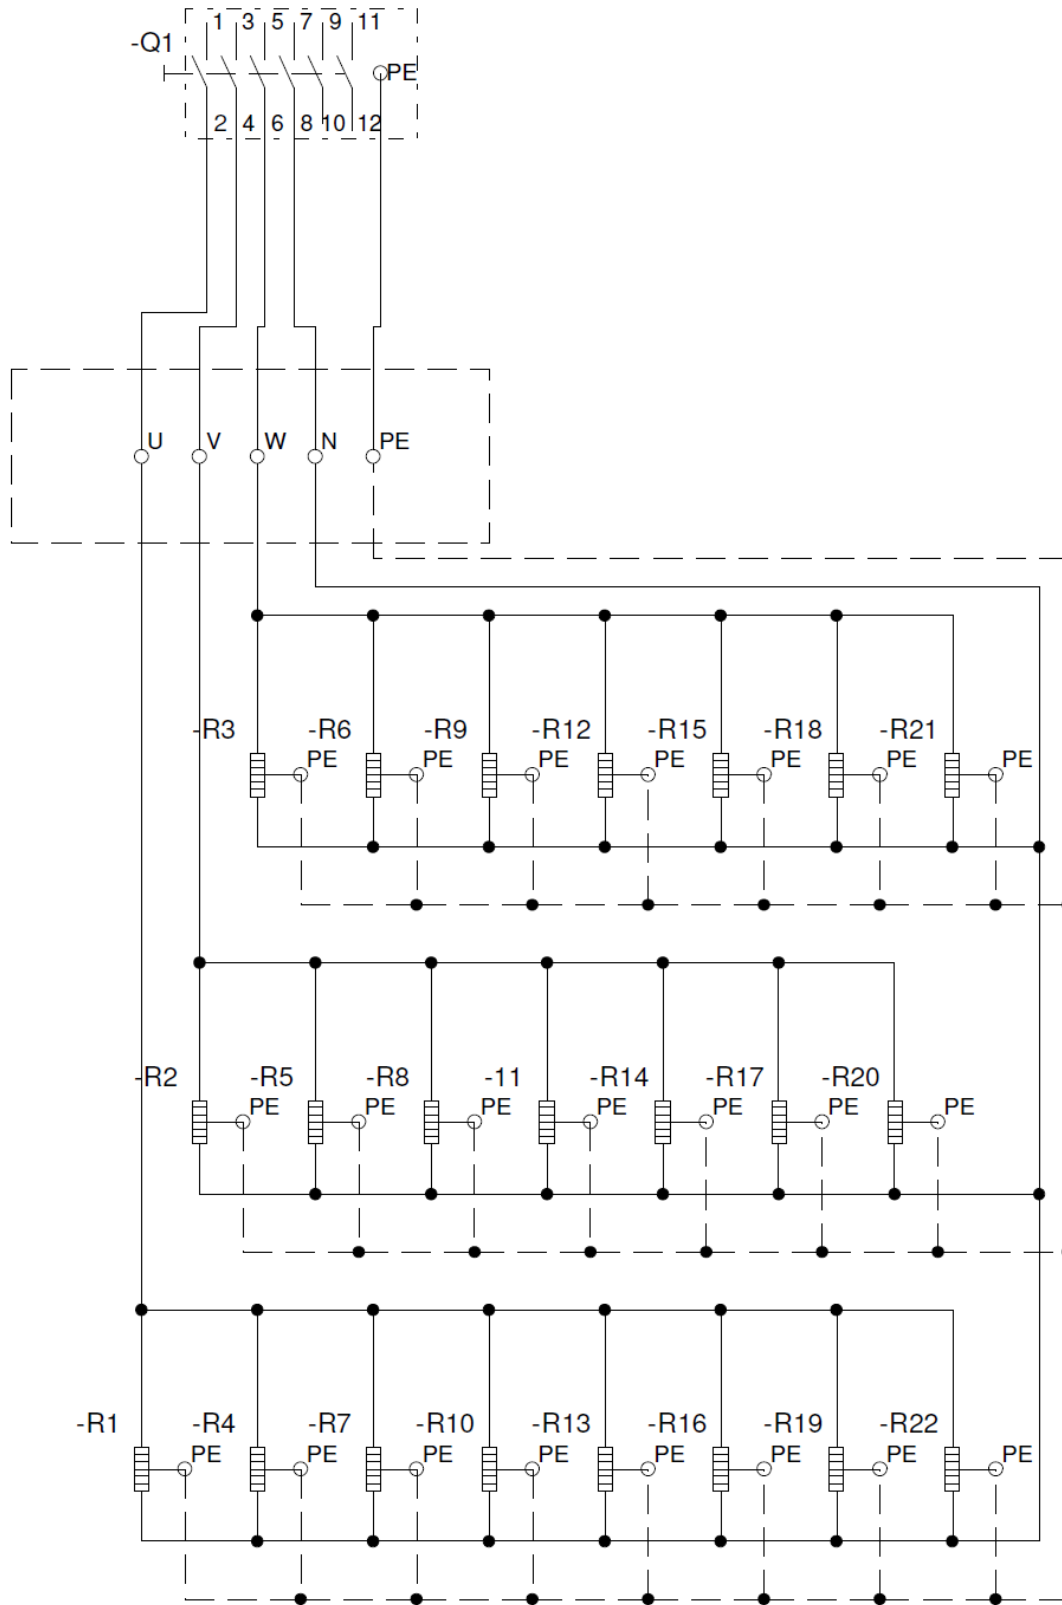 1 3 5 7 9 11
-Q1
PE
2 4 6 8 10 12
U V W N PE
-R3 -R6 -R9 -R12 -R15 -R18 -R21
PE PE PE PE PE PE PE
-R2 -R5 -R8 -11 -R14 -R17 -R20
PE PE PE PE PE PE PE
-R1 -R4 -R7 -R10 -R13 -R16 -R19 -R22
PE PE PE PE PE PE PE PE